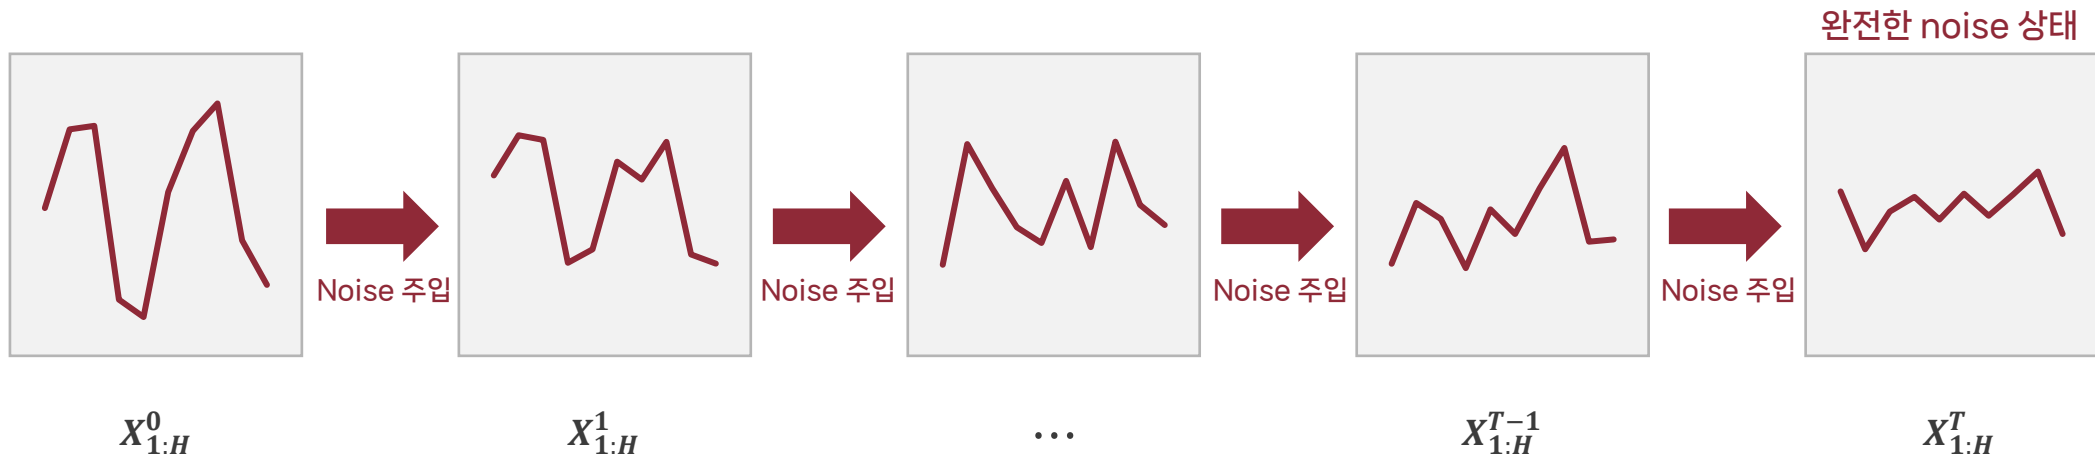 완전한 noise 상태
Noise 주입
Noise 주입
Noise 주입
Noise 주입
X^0_{1:H}
X^1_{1:H}
...
X^{T-1}_{1:H}
X^T_{1:H}